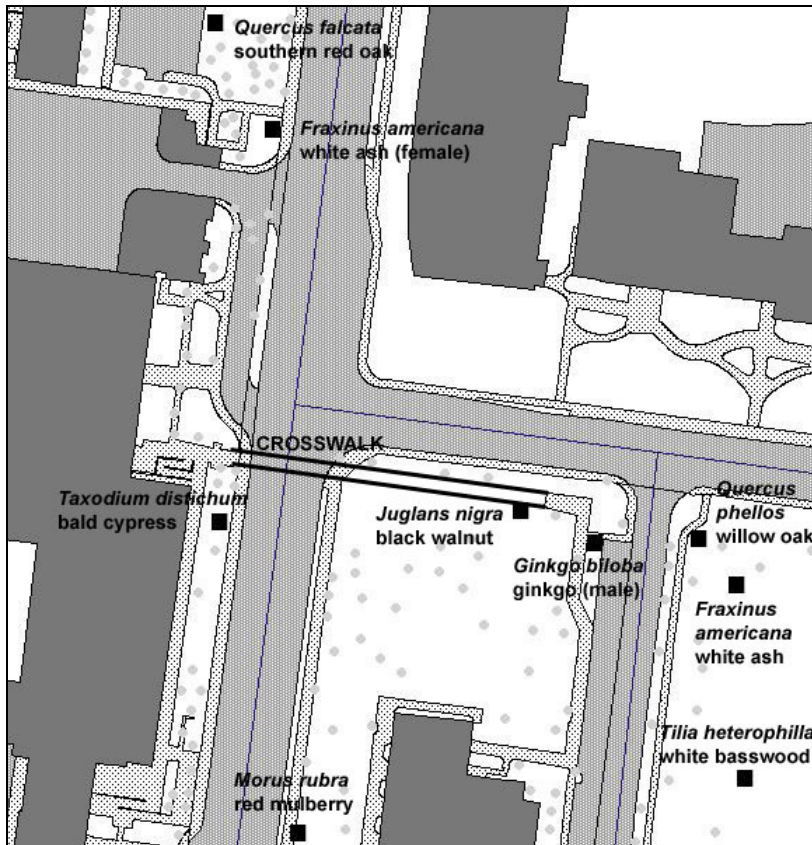 Quercus falcata
southern red oak
Fraxinus americana
white ash (female)
CROSSWALK
Taxodium distichum
bald cypress
Juglans nigra
black walnut
Quercus
phellos
willow oak
Ginkgo biloba
ginkgo (male)
Fraxinus
americana
white ash
Tilia heterophilla
white basswood
Morus rubra
red mulberry